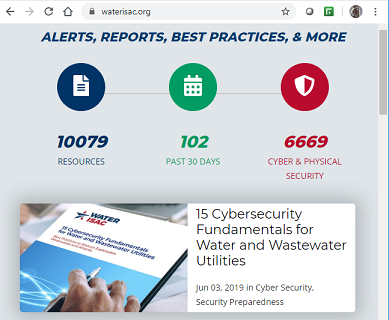 waterisac.org
ALERTS, REPORTS, BEST PRACTICES, & MORE
10079
RESOURCES
102
PAST 30 DAYS
6669
CYBER & PHYSICAL
SECURITY
WATER
ISAC
15 Cybersecurity Fundamentals
for Water and Wastewater Utilities
15 Cybersecurity
Fundamentals for
Water and Wastewater
Utilities
Jun 03, 2019 in Cyber Security,
Security Preparedness